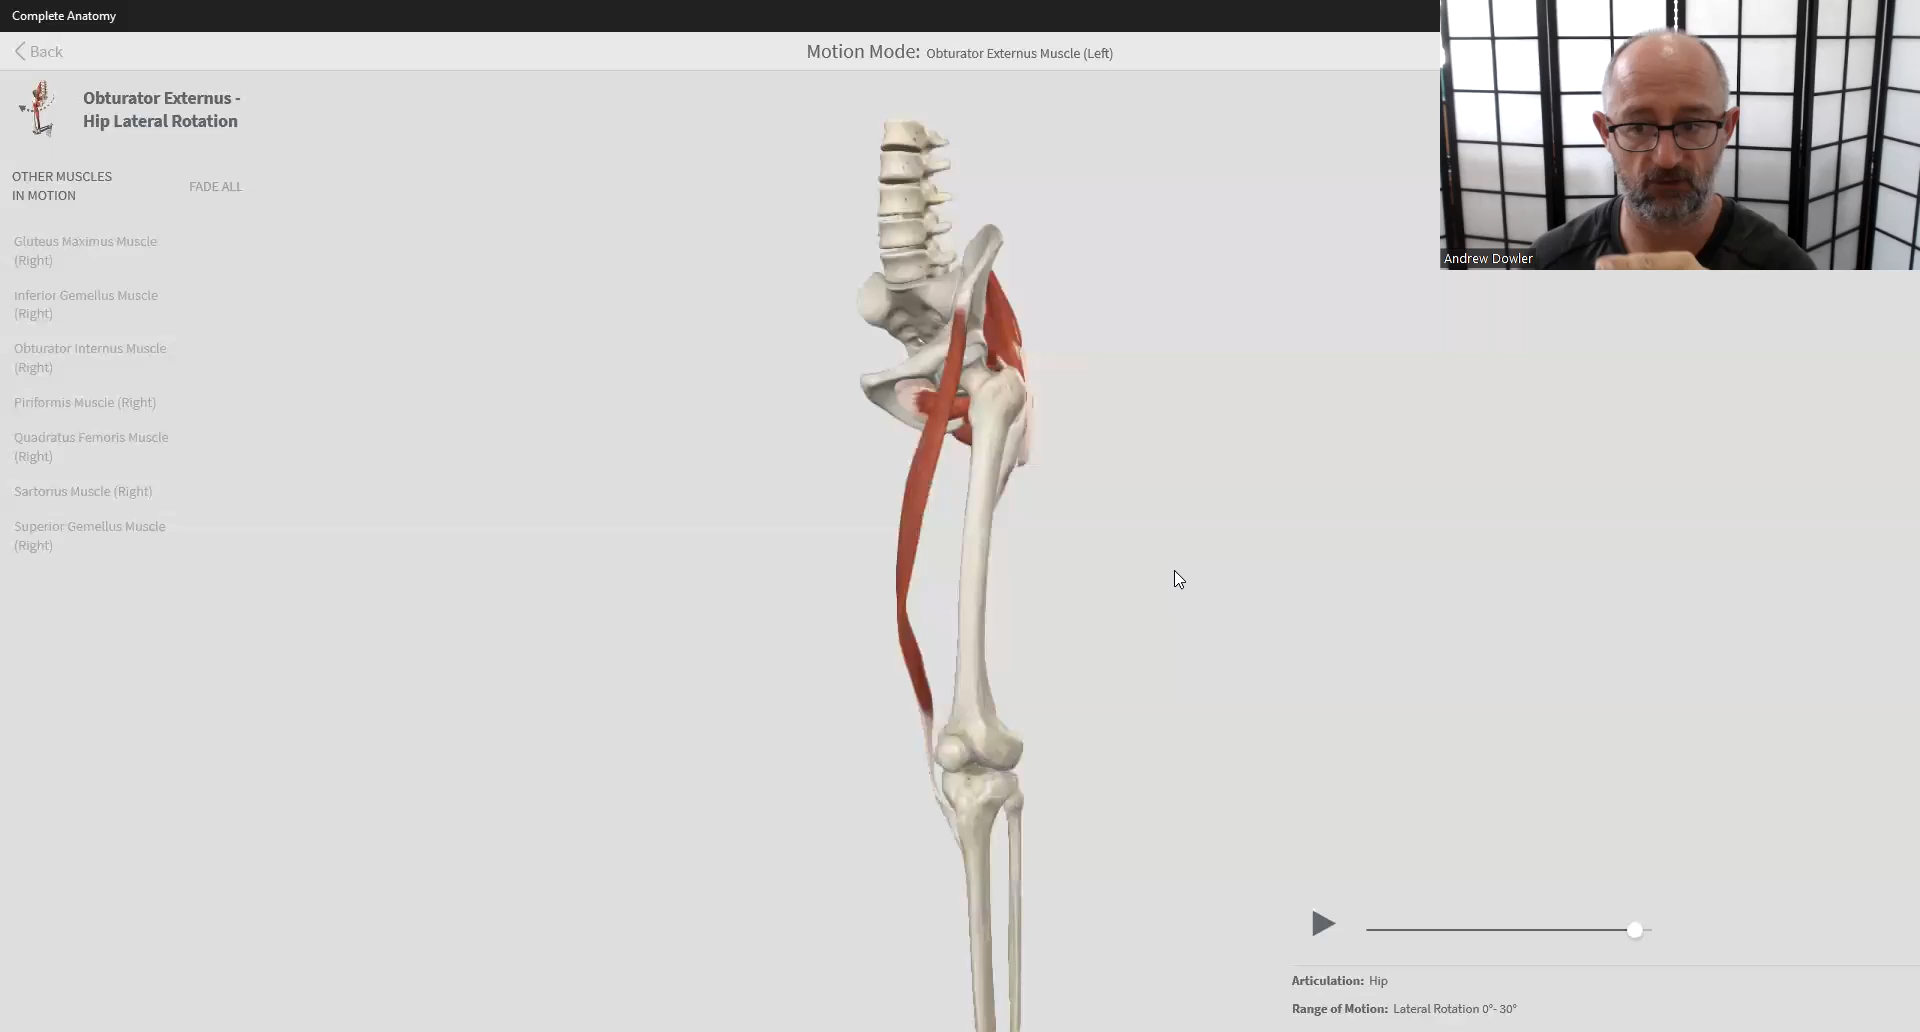 Complete Anatomy
Back
Motion Mode: Obturator Externus Muscle (Left)
Obturator Externus -
Hip Lateral Rotation
OTHER MUSCLES
IN MOTION
FADE ALL
Gluteus Maximus Muscle
(Right)
Inferior Gemellus Muscle
(Right)
Obturator Internus Muscle
(Right)
Piriformis Muscle (Right)
Quadratus Femoris Muscle
(Right)
Sartorius Muscle (Right)
Superior Gemellus Muscle
(Right)
Andrew Dowler
Articulation: Hip
Range of Motion: Lateral Rotation 0°- 30°